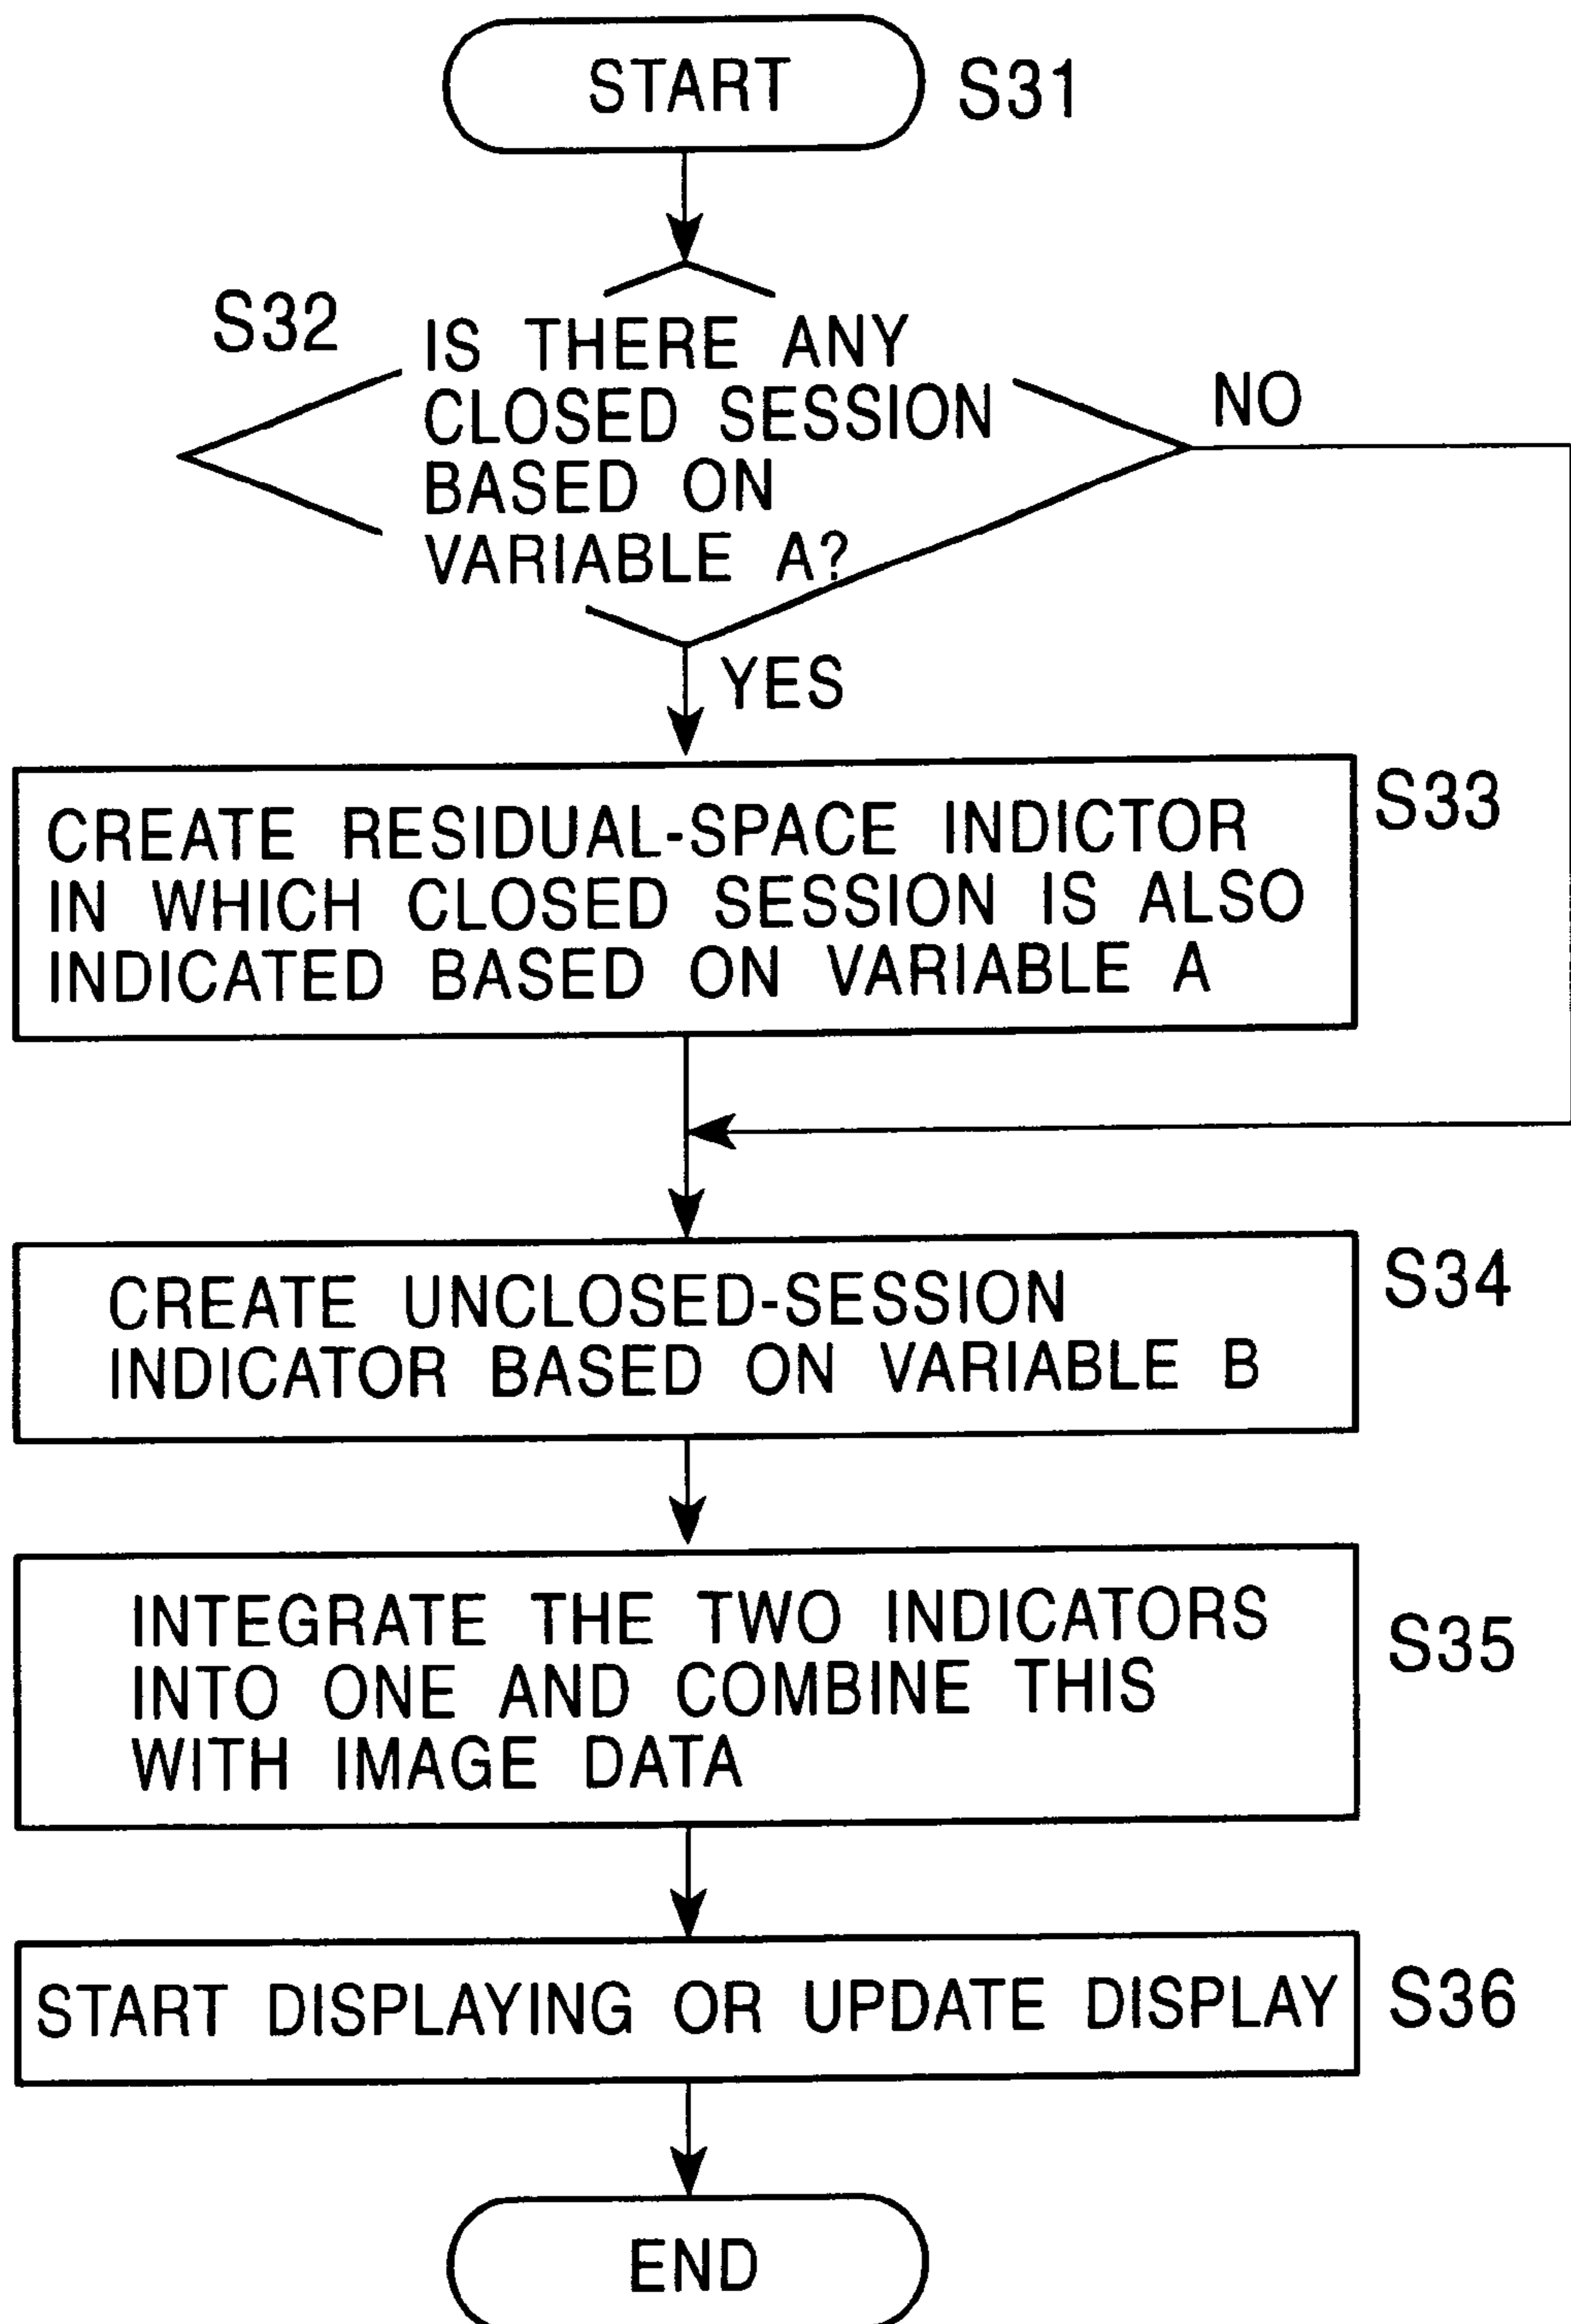 START
S31
S32
IS THERE ANY
CLOSED SESSION
BASED ON
VARIABLE A?
NO
YES
S33
CREATE RESIDUAL-SPACE INDICTOR
IN WHICH CLOSED SESSION IS ALSO
INDICATED BASED ON VARIABLE A
S34
CREATE UNCLOSED-SESSION
INDICATOR BASED ON VARIABLE B
INTEGRATE THE TWO INDICATORS
INTO ONE AND COMBINE THIS
WITH IMAGE DATA
S35
START DISPLAYING OR UPDATE DISPLAY
S36
END